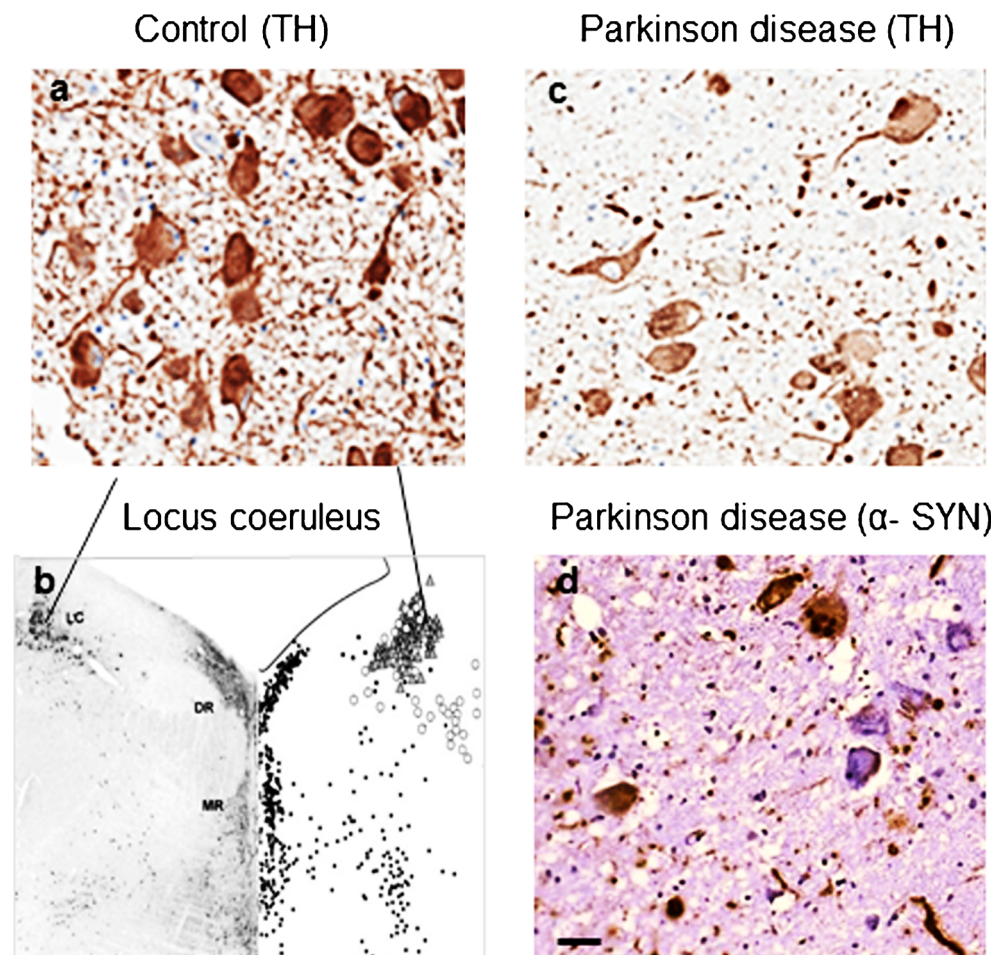 Control (TH)
Parkinson disease (TH)
a
c
Locus coeruleus
Parkinson disease (α- SYN)
b
d
LC
DR
MR